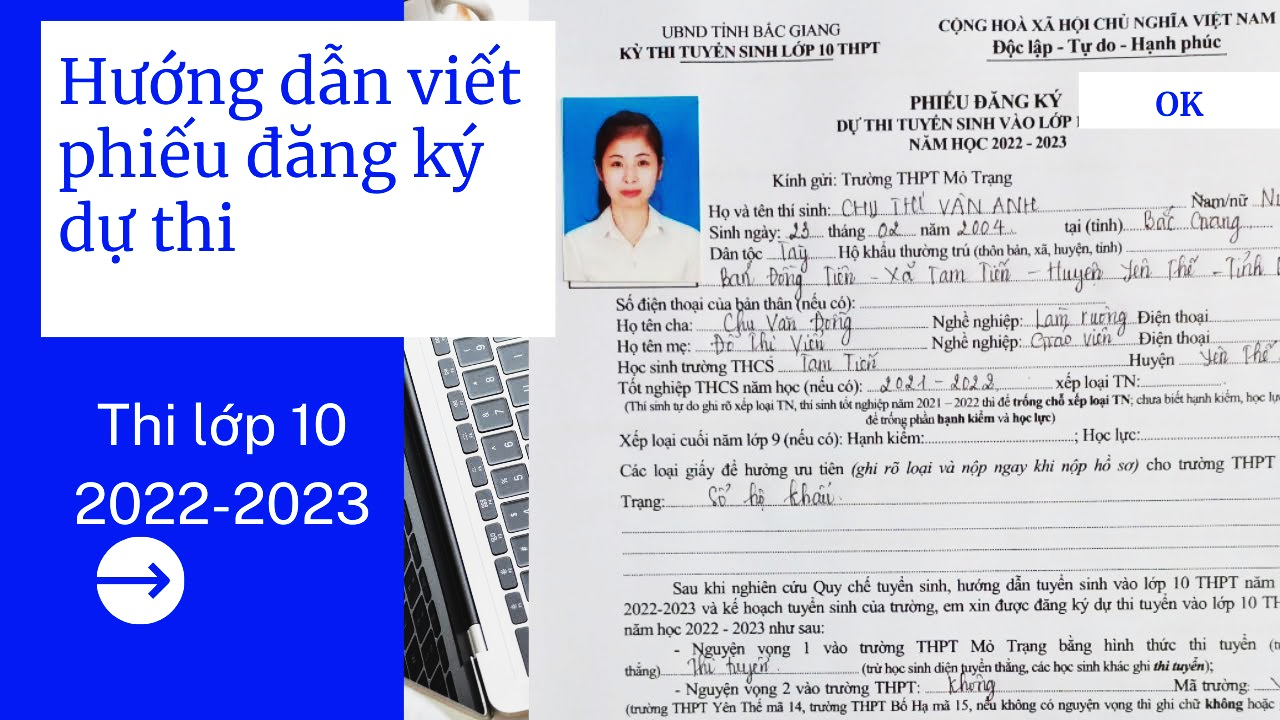 Hướng dẫn viết
phiếu đăng ký
dự thi
Thi lớp 10
2022-2023
UBND TỈNH BẮC GIANG
KỲ THI TUYỂN SINH LỚP 10 THPT
CỘNG HOÀ XÃ HỘI CHỦ NGHĨA VIỆT NAM
Độc lập - Tự do - Hạnh phúc
OK
PHIẾU ĐĂNG KÝ
DỰ THI TUYỂN SINH VÀO LỚP
NĂM HỌC 2022 - 2023
Kính gửi: Trường THPT Mỏ Trạng
Họ và tên thí sinh: CHU THỊ VÂN ANH Nam/nữ
Sinh ngày: 23 tháng 02 năm 2004 tại (tỉnh) Bắc Giang
Dân tộc Tày Hộ khẩu thường trú (thôn bản, xã, huyện, tỉnh)
Bản Đồng Tiên - Xã Tam Tiến - Huyện Yên Thế - Tỉnh
Số điện thoại của bản thân (nếu có):
Họ tên cha: Chu Văn Đồng Nghề nghiệp: Làm ruộng Điện thoại
Họ tên mẹ: Đỗ Thị Viên Nghề nghiệp: Giáo viên Điện thoại
Học sinh trường THCS Tam Tiến Huyện Yên Thế
Tốt nghiệp THCS năm học (nếu có): 2021 - 2022 xếp loại TN:
(Thí sinh tự do ghi rõ xếp loại TN, thí sinh tốt nghiệp năm 2021 – 2022 thì để trống chỗ xếp loại TN; chưa biết hạnh kiểm, học
để trống phần hạnh kiểm và học lực)
Xếp loại cuối năm lớp 9 (nếu có): Hạnh kiểm: ; Học lực:
Các loại giấy để hưởng ưu tiên (ghi rõ loại và nộp ngay khi nộp hồ sơ) cho trường THPT
Trạng: Sổ hộ khẩu.
Sau khi nghiên cứu Quy chế tuyển sinh, hướng dẫn tuyển sinh vào lớp 10 THPT năm
2022-2023 và kế hoạch tuyển sinh của trường, em xin được đăng ký dự thi tuyển vào lớp 10
năm học 2022 - 2023 như sau:
- Nguyện vọng 1 vào trường THPT Mỏ Trạng bằng hình thức thi tuyển
thẳng) Thi tuyển (trừ học sinh diện tuyển thẳng, các học sinh khác ghi thi tuyển);
- Nguyện vọng 2 vào trường THPT: Không Mã trường:
(trường THPT Yên Thế mã 14, trường THPT Bố Hạ mã 15, nếu không có nguyện vọng thì ghi chữ không hoặc